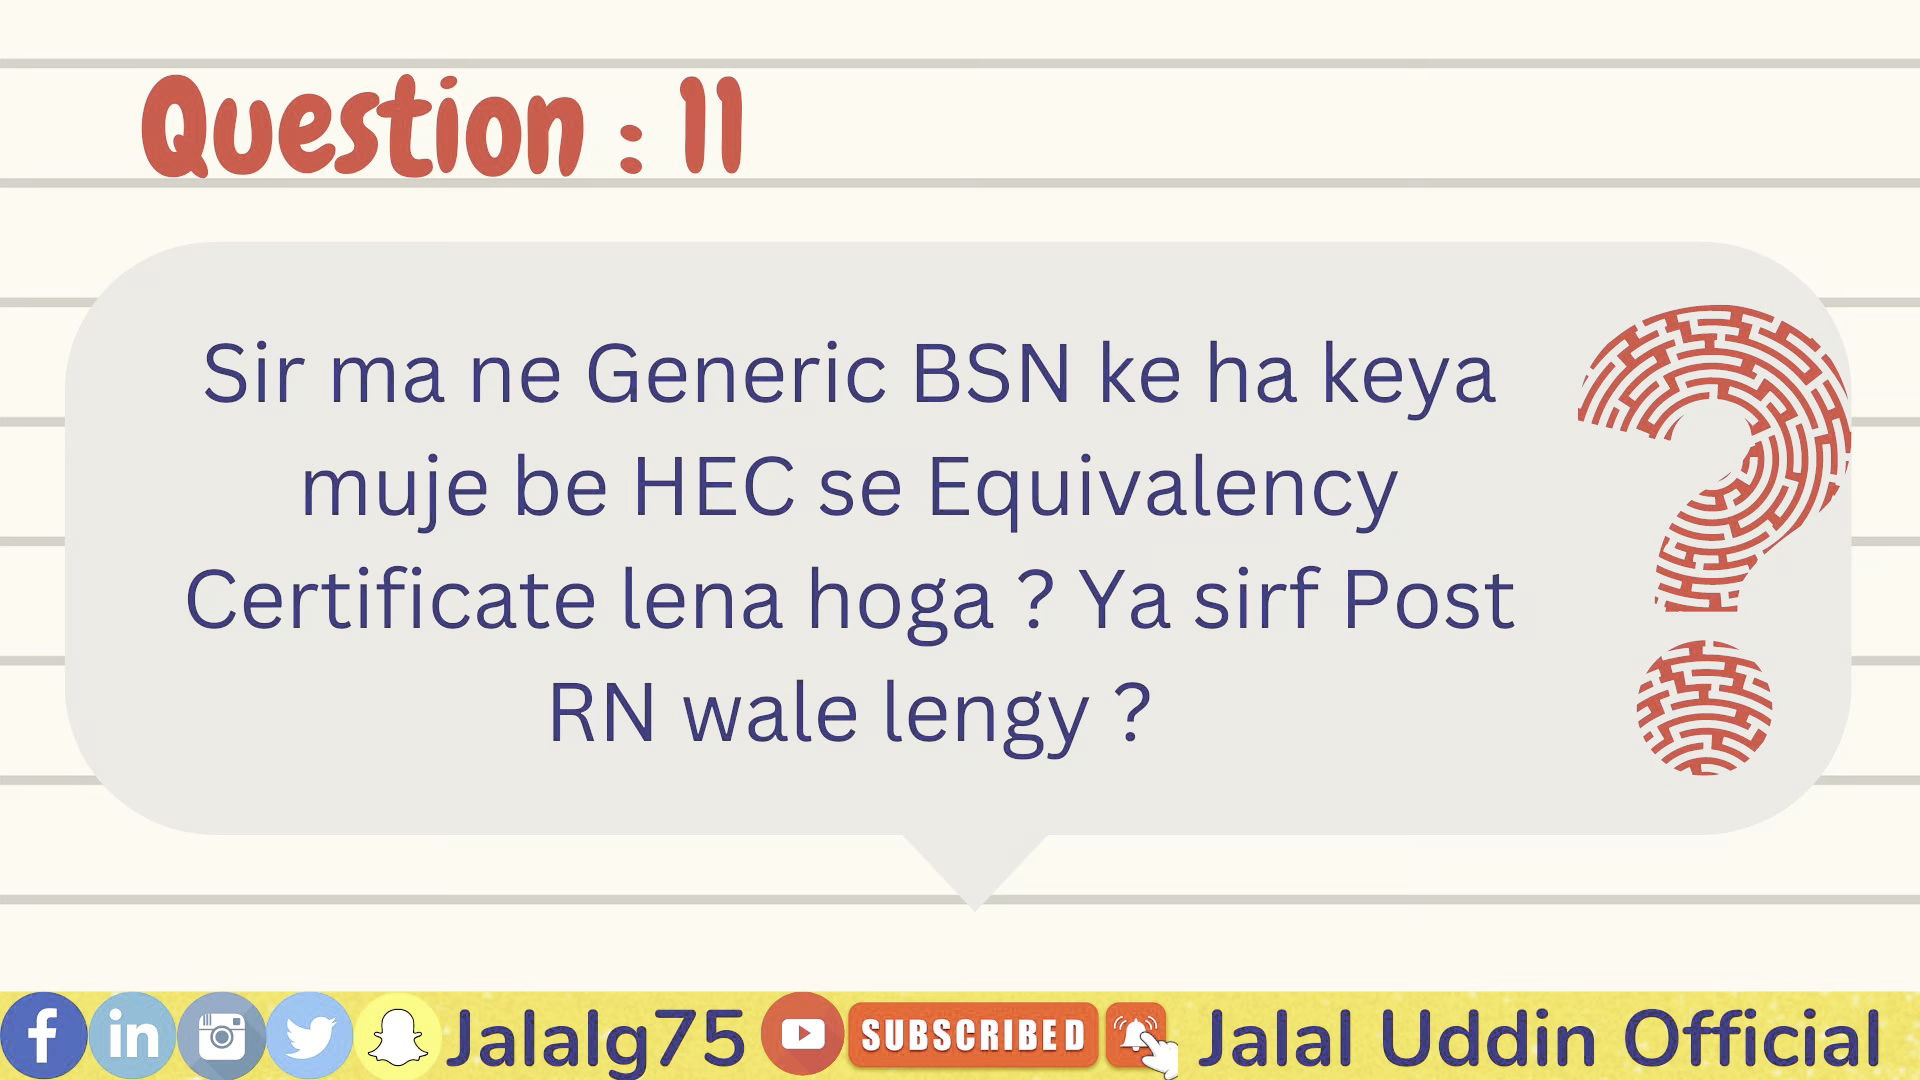 Question : 11
Sir ma ne Generic BSN ke ha keya
muje be HEC se Equivalency
Certificate lena hoga ? Ya sirf Post
RN wale lengy ?
Jalalg75 SUBSCRIBED Jalal Uddin Official